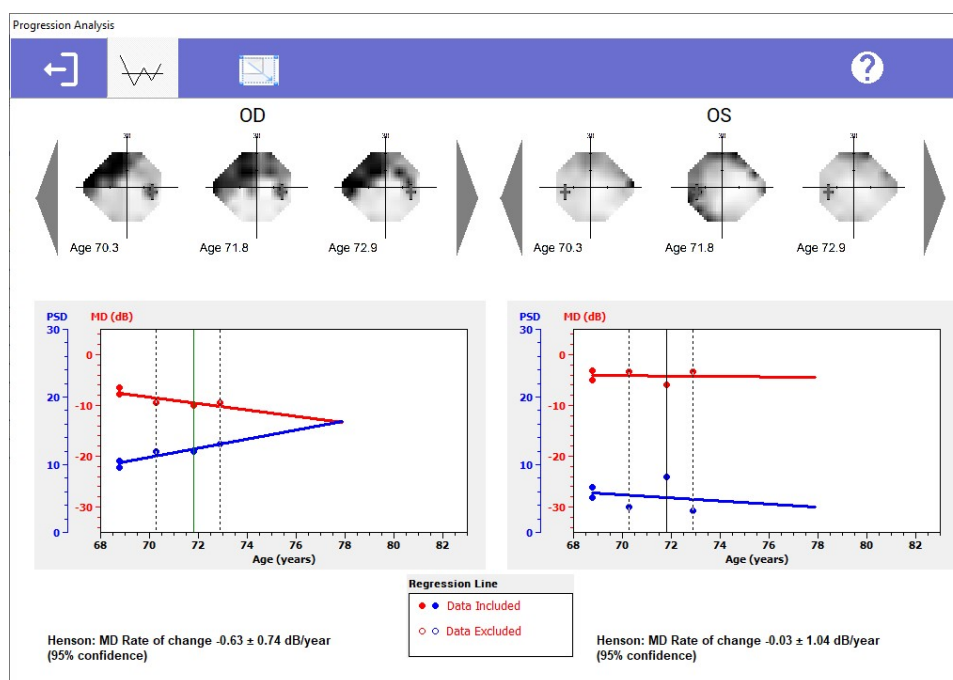 Progression Analysis
?
OD OS
Age 70.3 Age 71.8 Age 72.9 Age 70.3 Age 71.8 Age 72.9
PSD MD (dB) PSD MD (dB)
30 30
0 0
20 -10 20 -10
10 -20 10 -20
-30 -30
0 0
68 70 72 74 76 78 80 82 68 70 72 74 76 78 80 82
Age (years) Age (years)
Regression Line
Data Included
Data Excluded
Henson: MD Rate of change -0.63 ± 0.74 dB/year Henson: MD Rate of change -0.03 ± 1.04 dB/year
(95% confidence) (95% confidence)